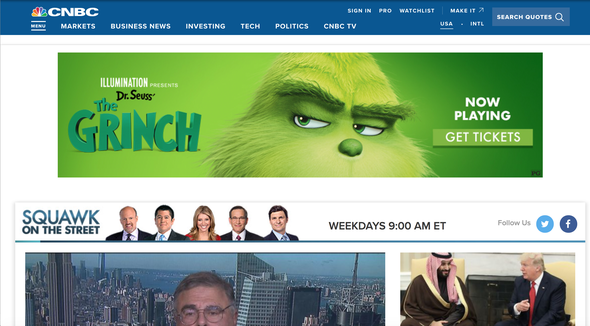 CNBC
SIGN IN PRO WATCHLIST MAKE IT
MENU MARKETS BUSINESS NEWS INVESTING TECH POLITICS CNBC TV
USA INTL
SEARCH QUOTES
ILLUMINATION PRESENTS
Dr. Seuss'
The
GRINCH
NOW
PLAYING
GET TICKETS
PG
SQUAWK
ON THE STREET
WEEKDAYS 9:00 AM ET
Follow Us